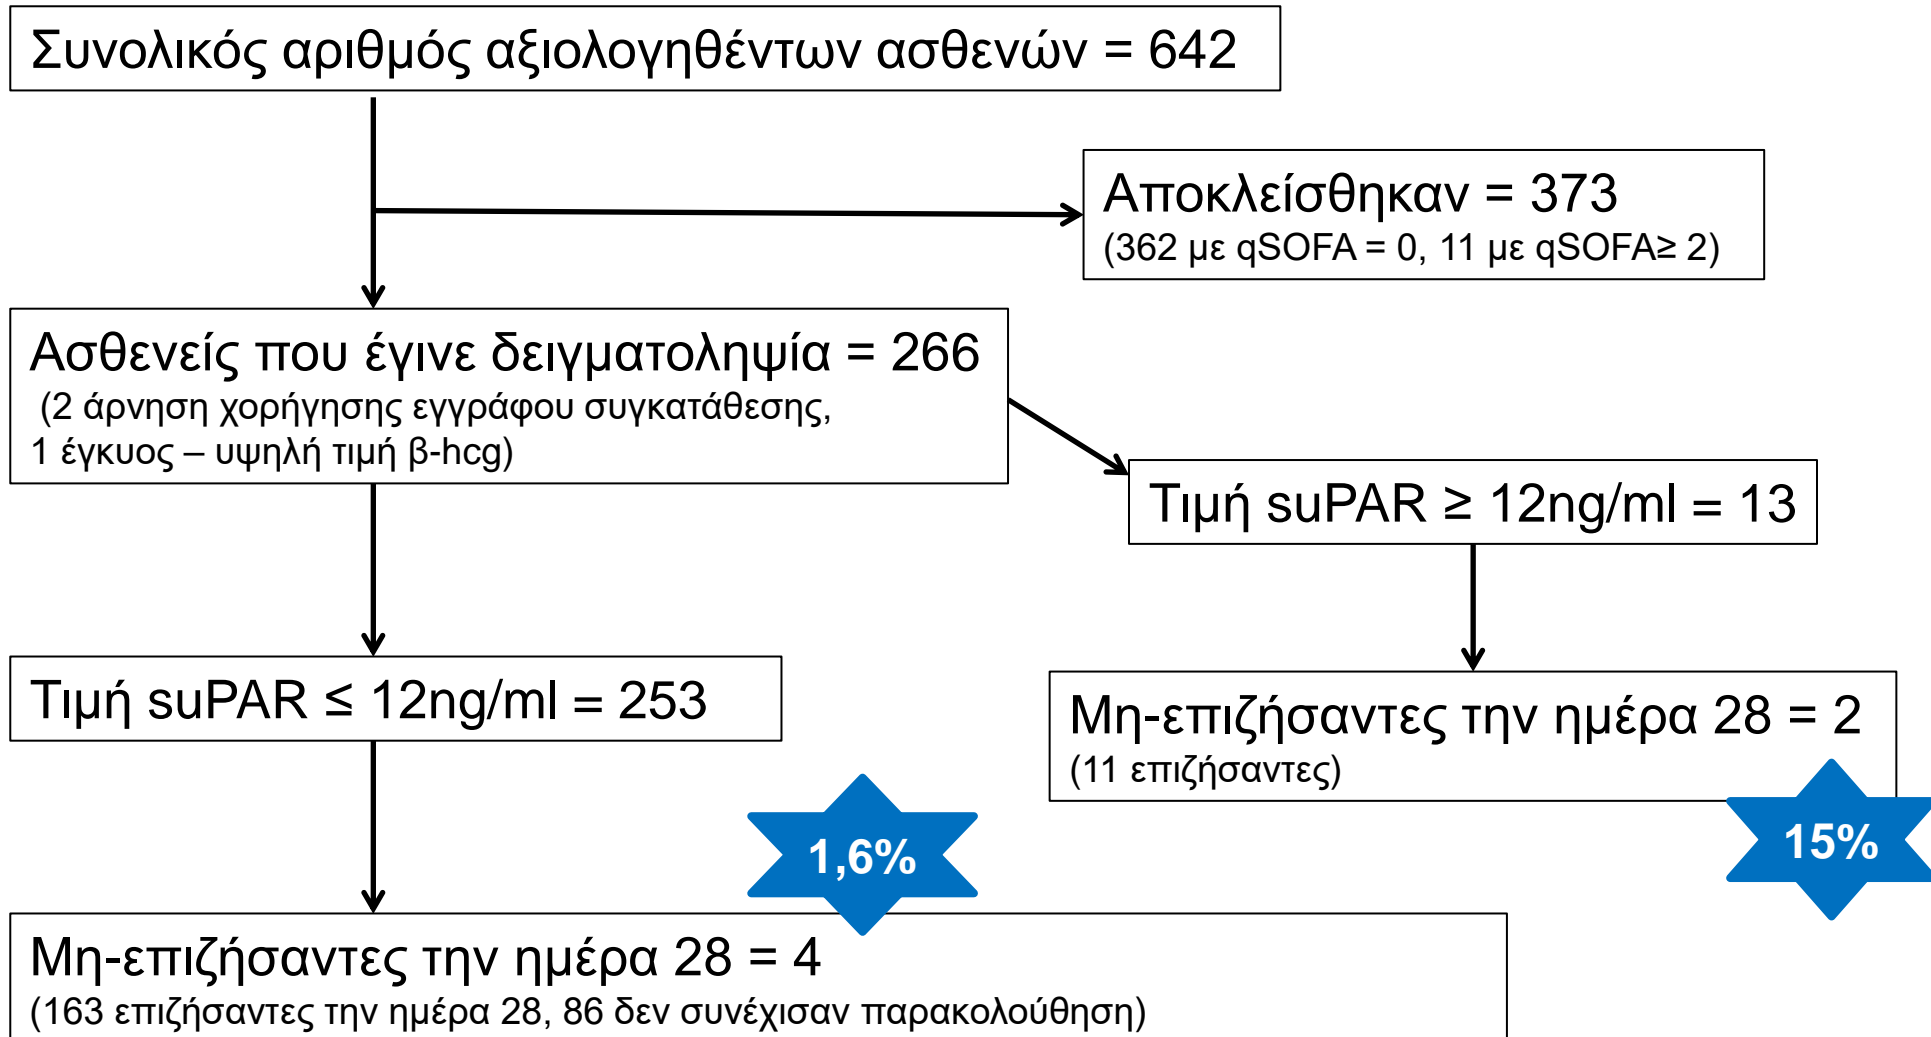 Συνολικός αριθμός αξιολογηθέντων ασθενών = 642
Αποκλείσθηκαν = 373
(362 με qSOFA = 0, 11 με qSOFA≥ 2)
Ασθενείς που έγινε δειγματοληψία = 266
(2 άρνηση χορήγησης εγγράφου συγκατάθεσης,
1 έγκυος – υψηλή τιμή β-hcg)
Τιμή suPAR ≥ 12ng/ml = 13
Τιμή suPAR ≤ 12ng/ml = 253
Μη-επιζήσαντες την ημέρα 28 = 2
(11 επιζήσαντες)
15%
1,6%
Μη-επιζήσαντες την ημέρα 28 = 4
(163 επιζήσαντες την ημέρα 28, 86 δεν συνέχισαν παρακολούθηση)